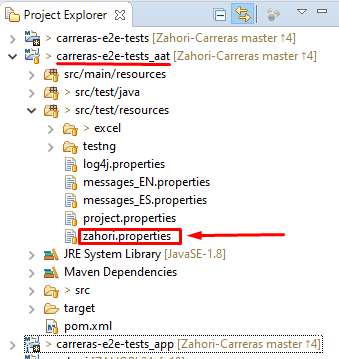 Project Explorer
> carreras-e2e-tests [Zahori-Carreras master ↑4]
> carreras-e2e-tests_aat [Zahori-Carreras master ↑4]
src/main/resources
> src/test/java
> src/test/resources
> excel
testng
log4j.properties
messages_EN.properties
messages_ES.properties
project.properties
zahori.properties
JRE System Library [JavaSE-1.8]
Maven Dependencies
> src
target
pom.xml
> carreras-e2e-tests_app [Zahori-Carreras master ↑4]